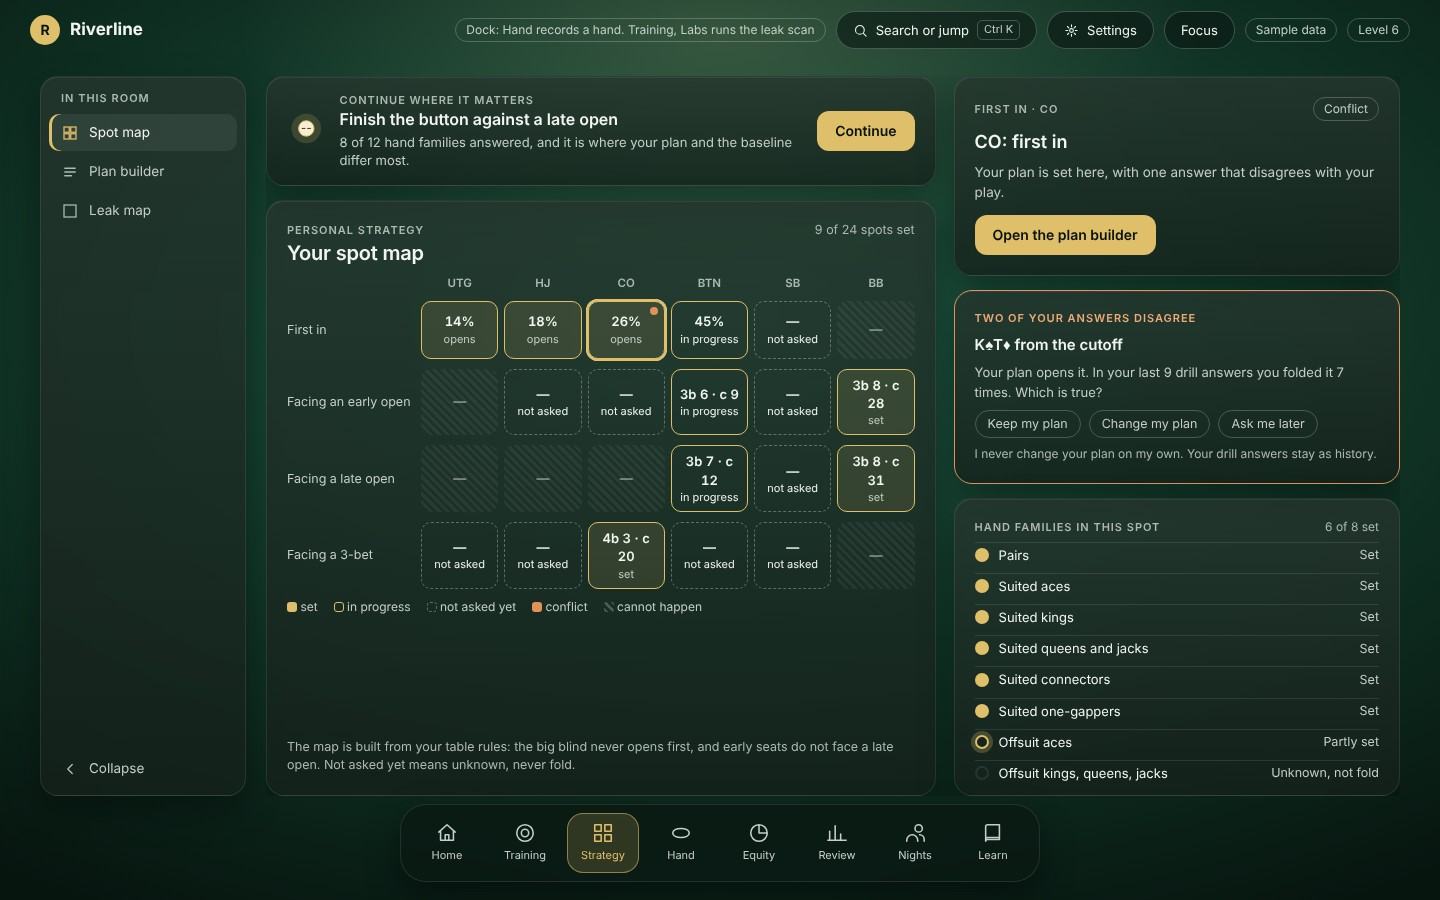 R Riverline
Dock: Hand records a hand. Training, Labs runs the leak scan
Search or jump Ctrl K
Settings
Focus
Sample data
Level 6
IN THIS ROOM
Spot map
Plan builder
Leak map
Collapse
CONTINUE WHERE IT MATTERS
Finish the button against a late open
8 of 12 hand families answered, and it is where your plan and the baseline
differ most.
Continue
PERSONAL STRATEGY
9 of 24 spots set
Your spot map
UTG HJ CO BTN SB BB
First in
14% opens
18% opens
26% opens
45% in progress
— not asked
—
Facing an early open
—
— not asked
— not asked
3b 6 · c 9 in progress
— not asked
3b 8 · c 28 set
Facing a late open
—
—
—
3b 7 · c 12 in progress
— not asked
3b 8 · c 31 set
Facing a 3-bet
— not asked
— not asked
4b 3 · c 20 set
— not asked
— not asked
—
set in progress not asked yet conflict cannot happen
The map is built from your table rules: the big blind never opens first, and early seats do not face a late
open. Not asked yet means unknown, never fold.
FIRST IN · CO
Conflict
CO: first in
Your plan is set here, with one answer that disagrees with your
play.
Open the plan builder
TWO OF YOUR ANSWERS DISAGREE
K♠T♦ from the cutoff
Your plan opens it. In your last 9 drill answers you folded it 7
times. Which is true?
Keep my plan
Change my plan
Ask me later
I never change your plan on my own. Your drill answers stay as history.
HAND FAMILIES IN THIS SPOT
6 of 8 set
Pairs Set
Suited aces Set
Suited kings Set
Suited queens and jacks Set
Suited connectors Set
Suited one-gappers Set
Offsuit aces Partly set
Offsuit kings, queens, jacks Unknown, not fold
Home
Training
Strategy
Hand
Equity
Review
Nights
Learn